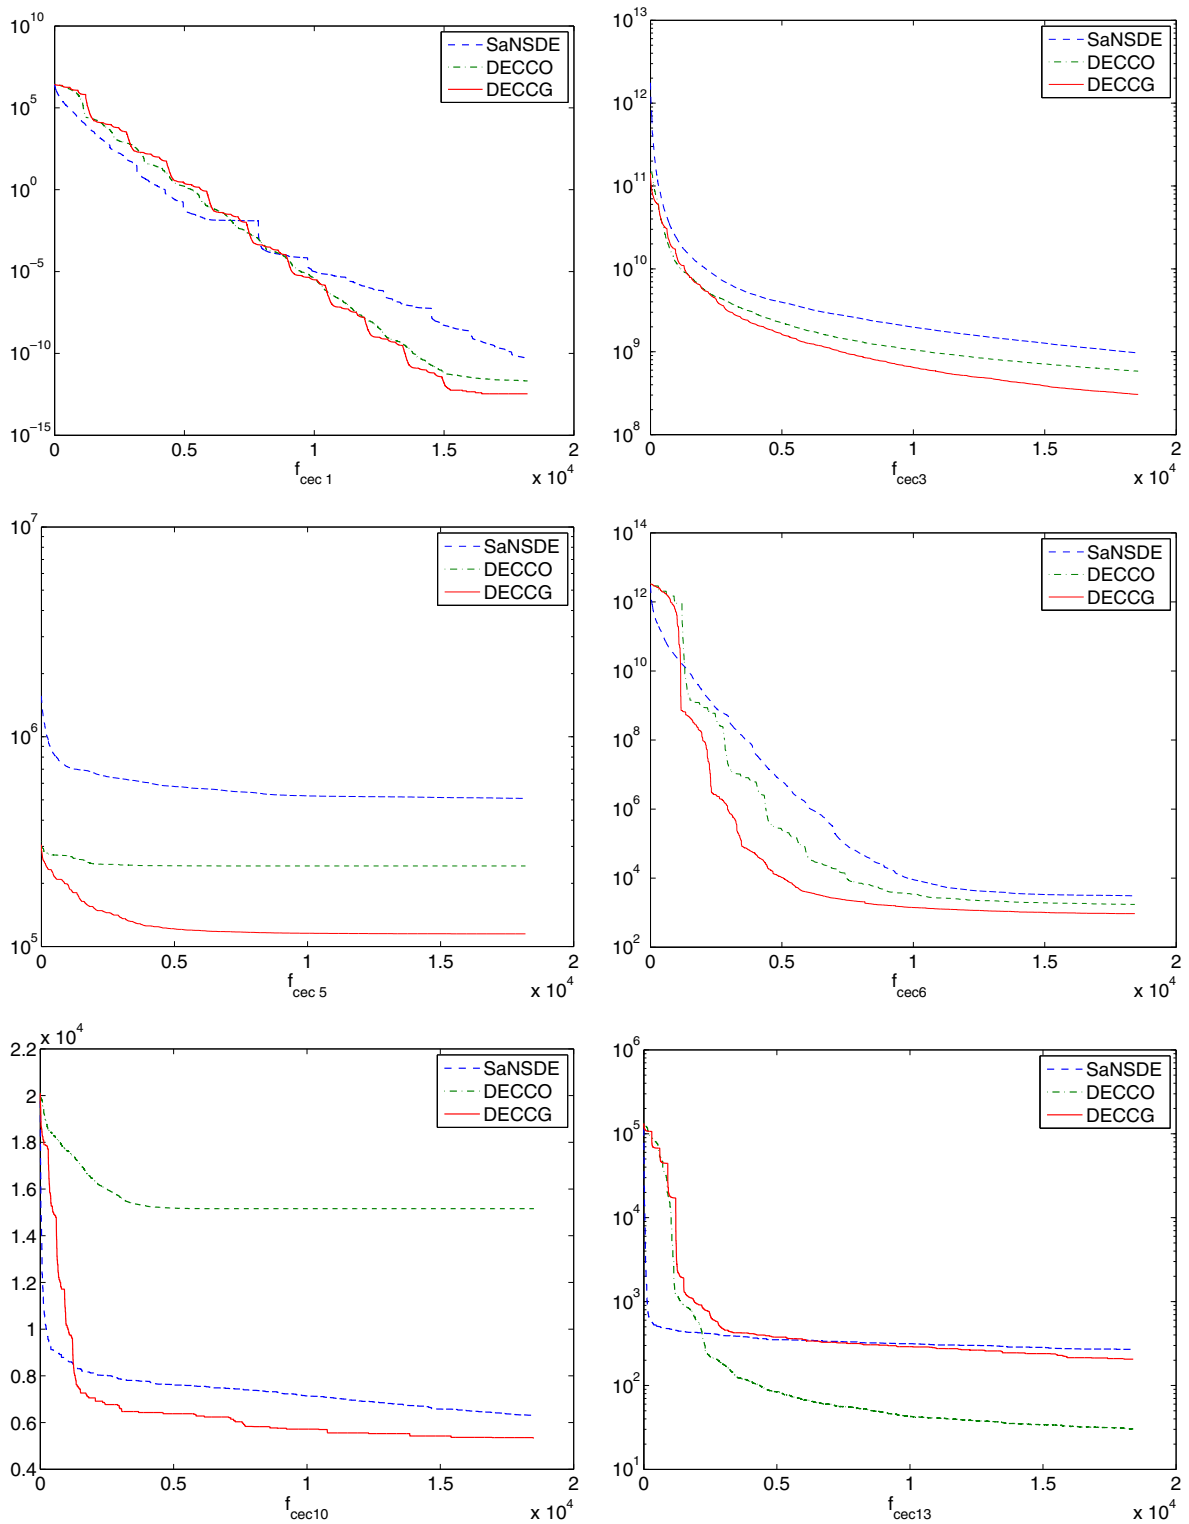 10^10
10^5
10^0
10^−5
10^−10
10^−15
SaNSDE
DECCO
DECCG
0 0.5 1 1.5 2
f_cec 1
x 10^4
10^13
10^12
10^11
10^10
10^9
10^8
SaNSDE
DECCO
DECCG
0 0.5 1 1.5 2
f_cec3
x 10^4
10^7
10^6
10^5
SaNSDE
DECCO
DECCG
0 0.5 1 1.5 2
f_cec 5
x 10^4
10^14
10^12
10^10
10^8
10^6
10^4
10^2
SaNSDE
DECCO
DECCG
0 0.5 1 1.5 2
f_cec6
x 10^4
x 10^4
2.2
2
1.8
1.6
1.4
1.2
1
0.8
0.6
0.4
SaNSDE
DECCO
DECCG
0 0.5 1 1.5 2
f_cec10
x 10^4
10^6
10^5
10^4
10^3
10^2
10^1
SaNSDE
DECCO
DECCG
0 0.5 1 1.5 2
f_cec13
x 10^4